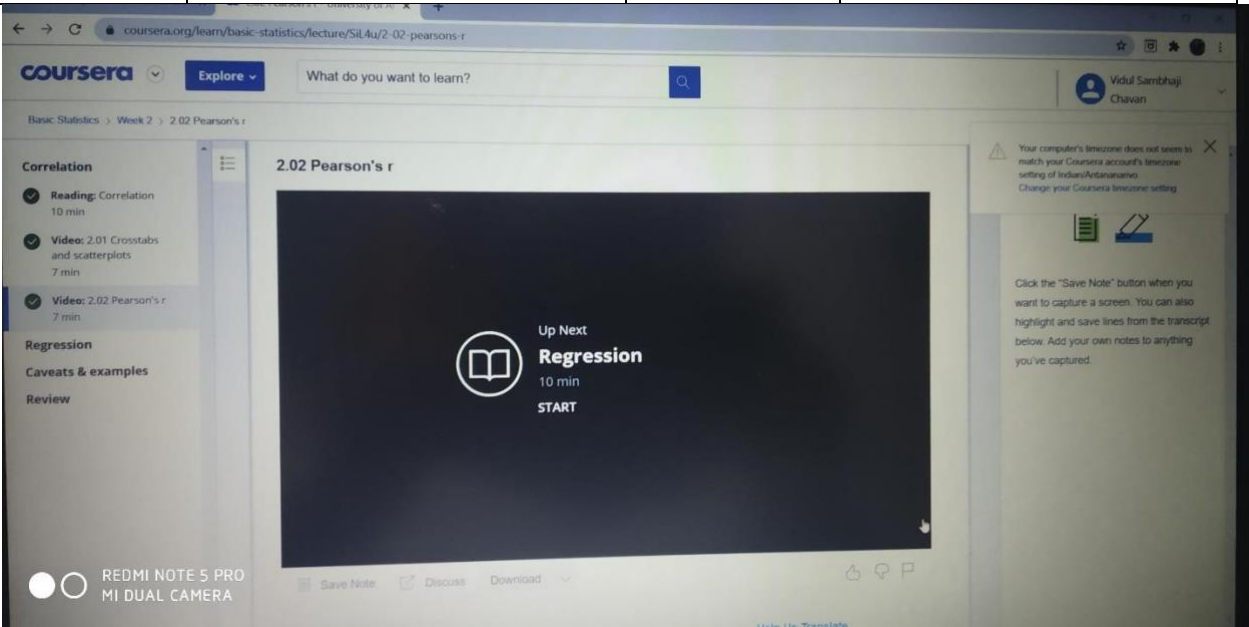 coursera.org/learn/basic-statistics/lecture/SiL4u/2-02-pearsons-r
coursera
Explore
What do you want to learn?
Vidul Sambhaji
Chavan
Basic Statistics > Week 2 > 2.02 Pearson's r
Correlation
Reading: Correlation
10 min
Video: 2.01 Crosstabs
and scatterplots
7 min
Video: 2.02 Pearson's r
7 min
Regression
Caveats & examples
Review
2.02 Pearson's r
Up Next
Regression
10 min
START
Save Note
Discuss
Download
Your computer's timezone does not seem to
match your Coursera account's timezone
setting of Indian/Antananarivo
Change your Coursera timezone setting
Click the "Save Note" button when you
want to capture a screen. You can also
highlight and save lines from the transcript
below. Add your own notes to anything
you've captured.
REDMI NOTE 5 PRO
MI DUAL CAMERA